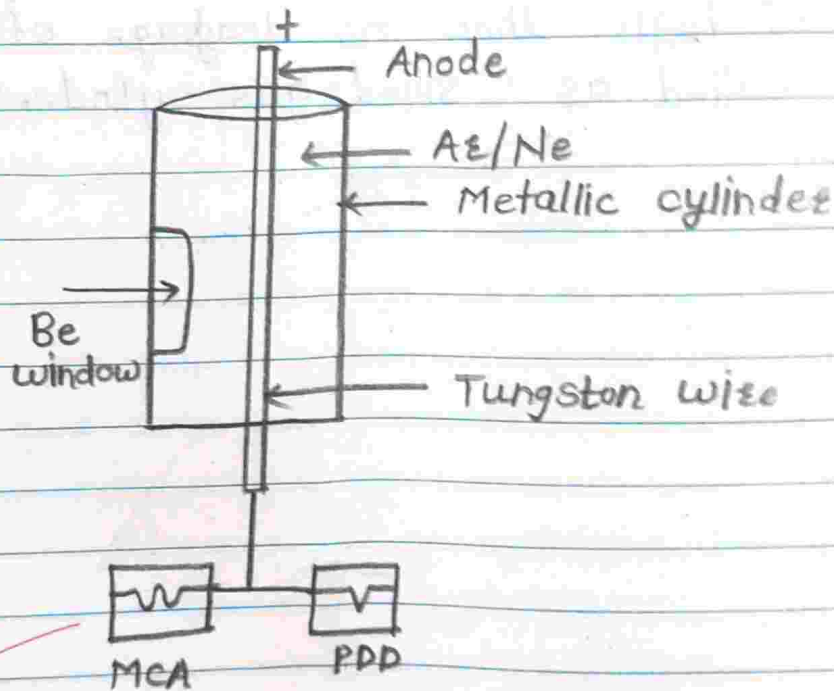 +
Anode
Ar/Ne
Metallic cylinder
Be
window
Tungston wire
MCA
PDD